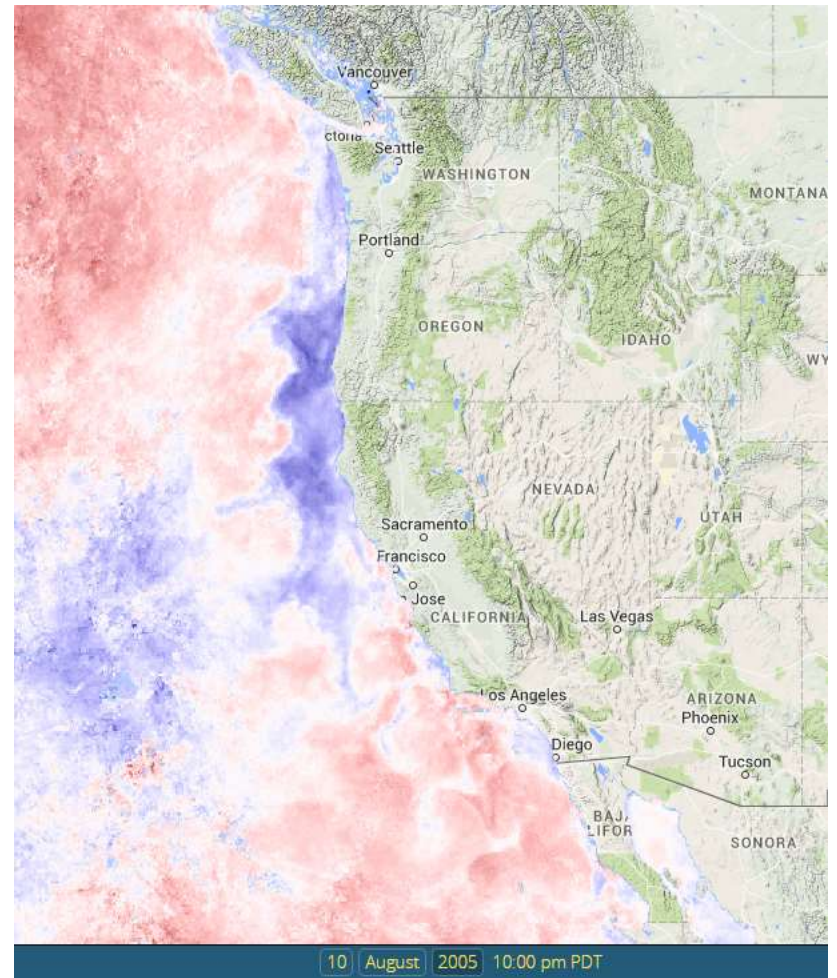 Vancouver
ctoria
Seattle
WASHINGTON
MONTANA
Portland
OREGON
IDAHO
WY
NEVADA
UTAH
Sacramento
Francisco
Jose
CALIFORNIA
Las Vegas
Los Angeles
ARIZONA
Phoenix
Diego
Tucson
BAJA
LIFOR
SONORA
10 August 2005 10:00 pm PDT